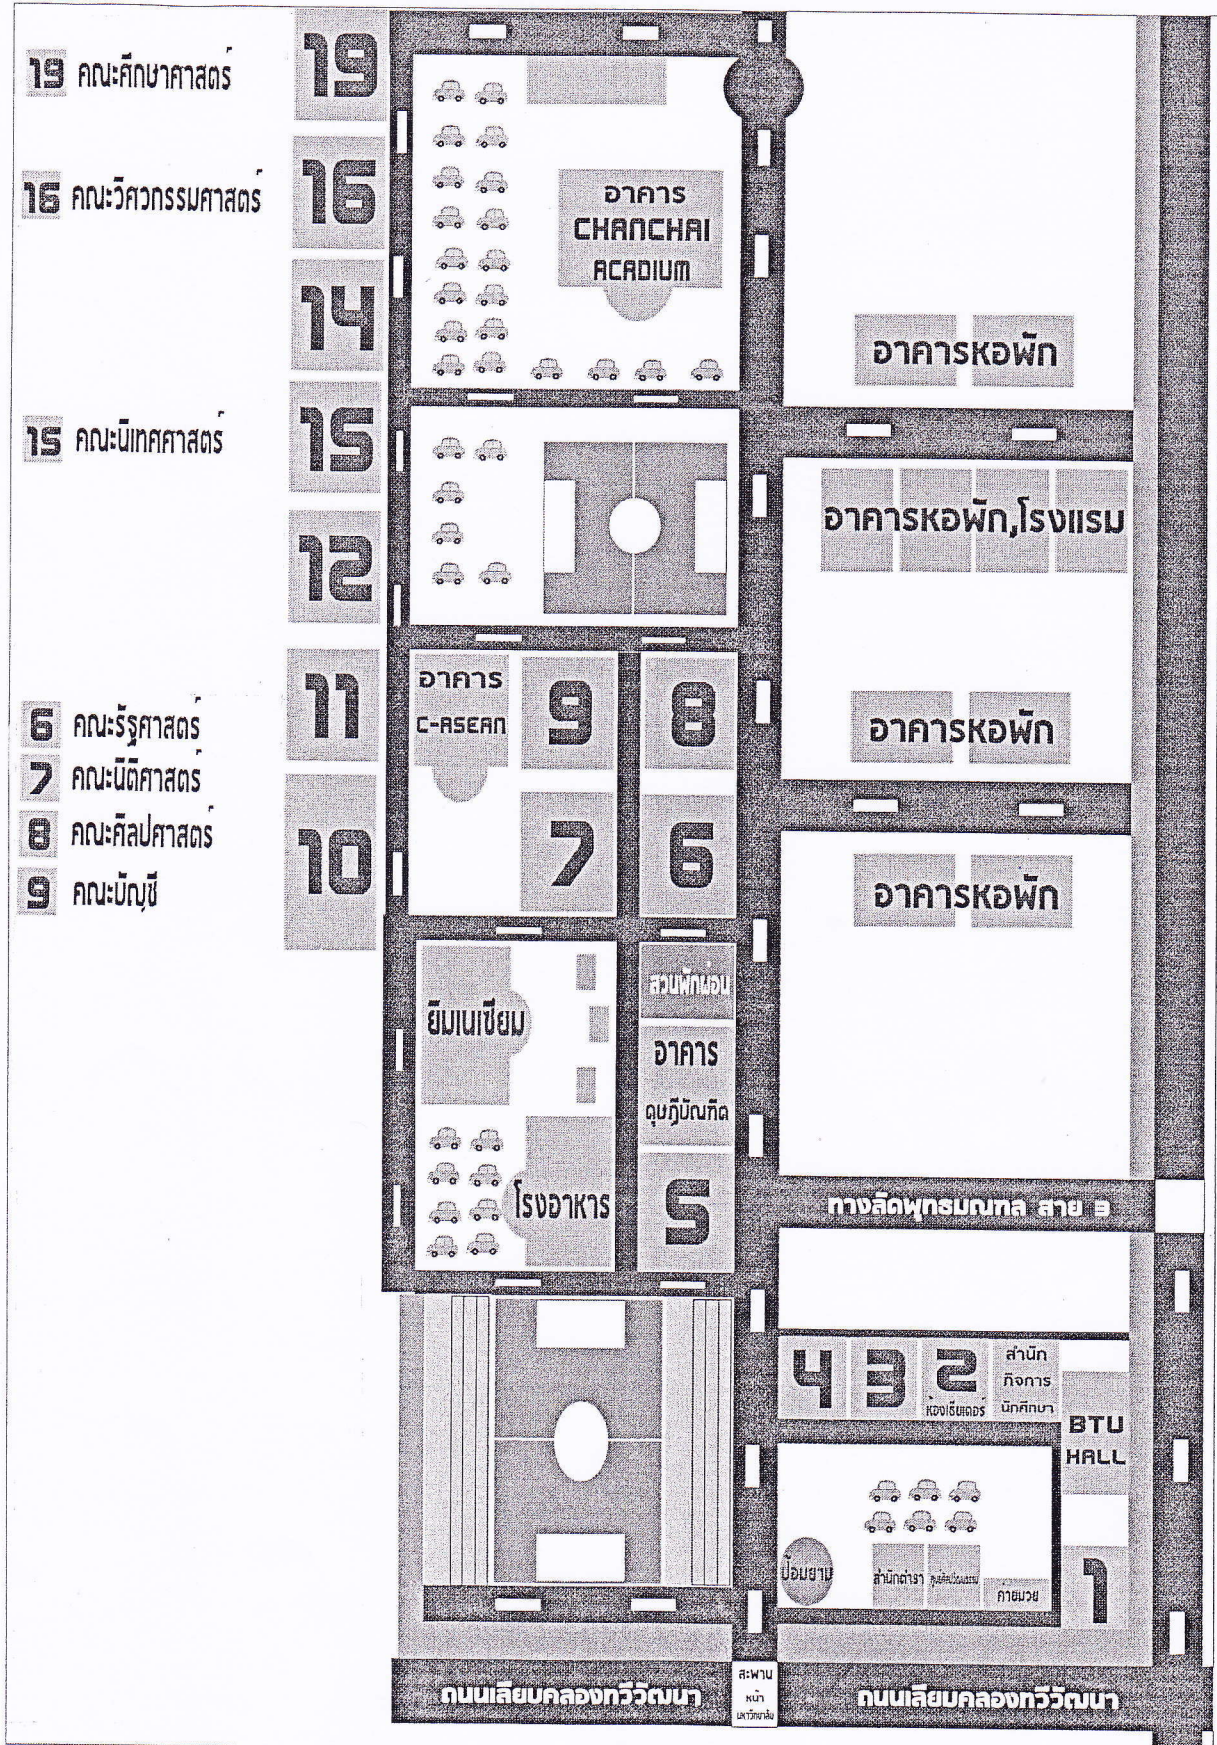 19 คณะศึกษาศาสตร์
16 คณะวิศวกรรมศาสตร์
15 คณะนิเทศศาสตร์
6 คณะรัฐศาสตร์
7 คณะนิติศาสตร์
8 คณะศิลปศาสตร์
9 คณะบัญชี
19
16
14
15
12
11
10
อาคาร
CHANCHAI
ACADIUM
อาคารหอพัก
อาคารหอพัก,โรงแรม
อาคาร
C-ASEAN
9
8
7
6
อาคารหอพัก
อาคารหอพัก
ยิมเนเซียม
สวนพักผ่อน
อาคาร
ดุษฎีบัณฑิต
โรงอาหาร
5
ทางลัดพุทธมณฑล สาย ๓
4
3
2
ห้องเธียเตอร์
สำนัก
กิจการ
นักศึกษา
BTU
HALL
ป้อมยาม
สำนักตำรา
ค่ายมวย
1
ถนนเลียบคลองทวีวัฒนา
สะพาน
หน้า
มหาวิทยาลัย
ถนนเลียบคลองทวีวัฒนา